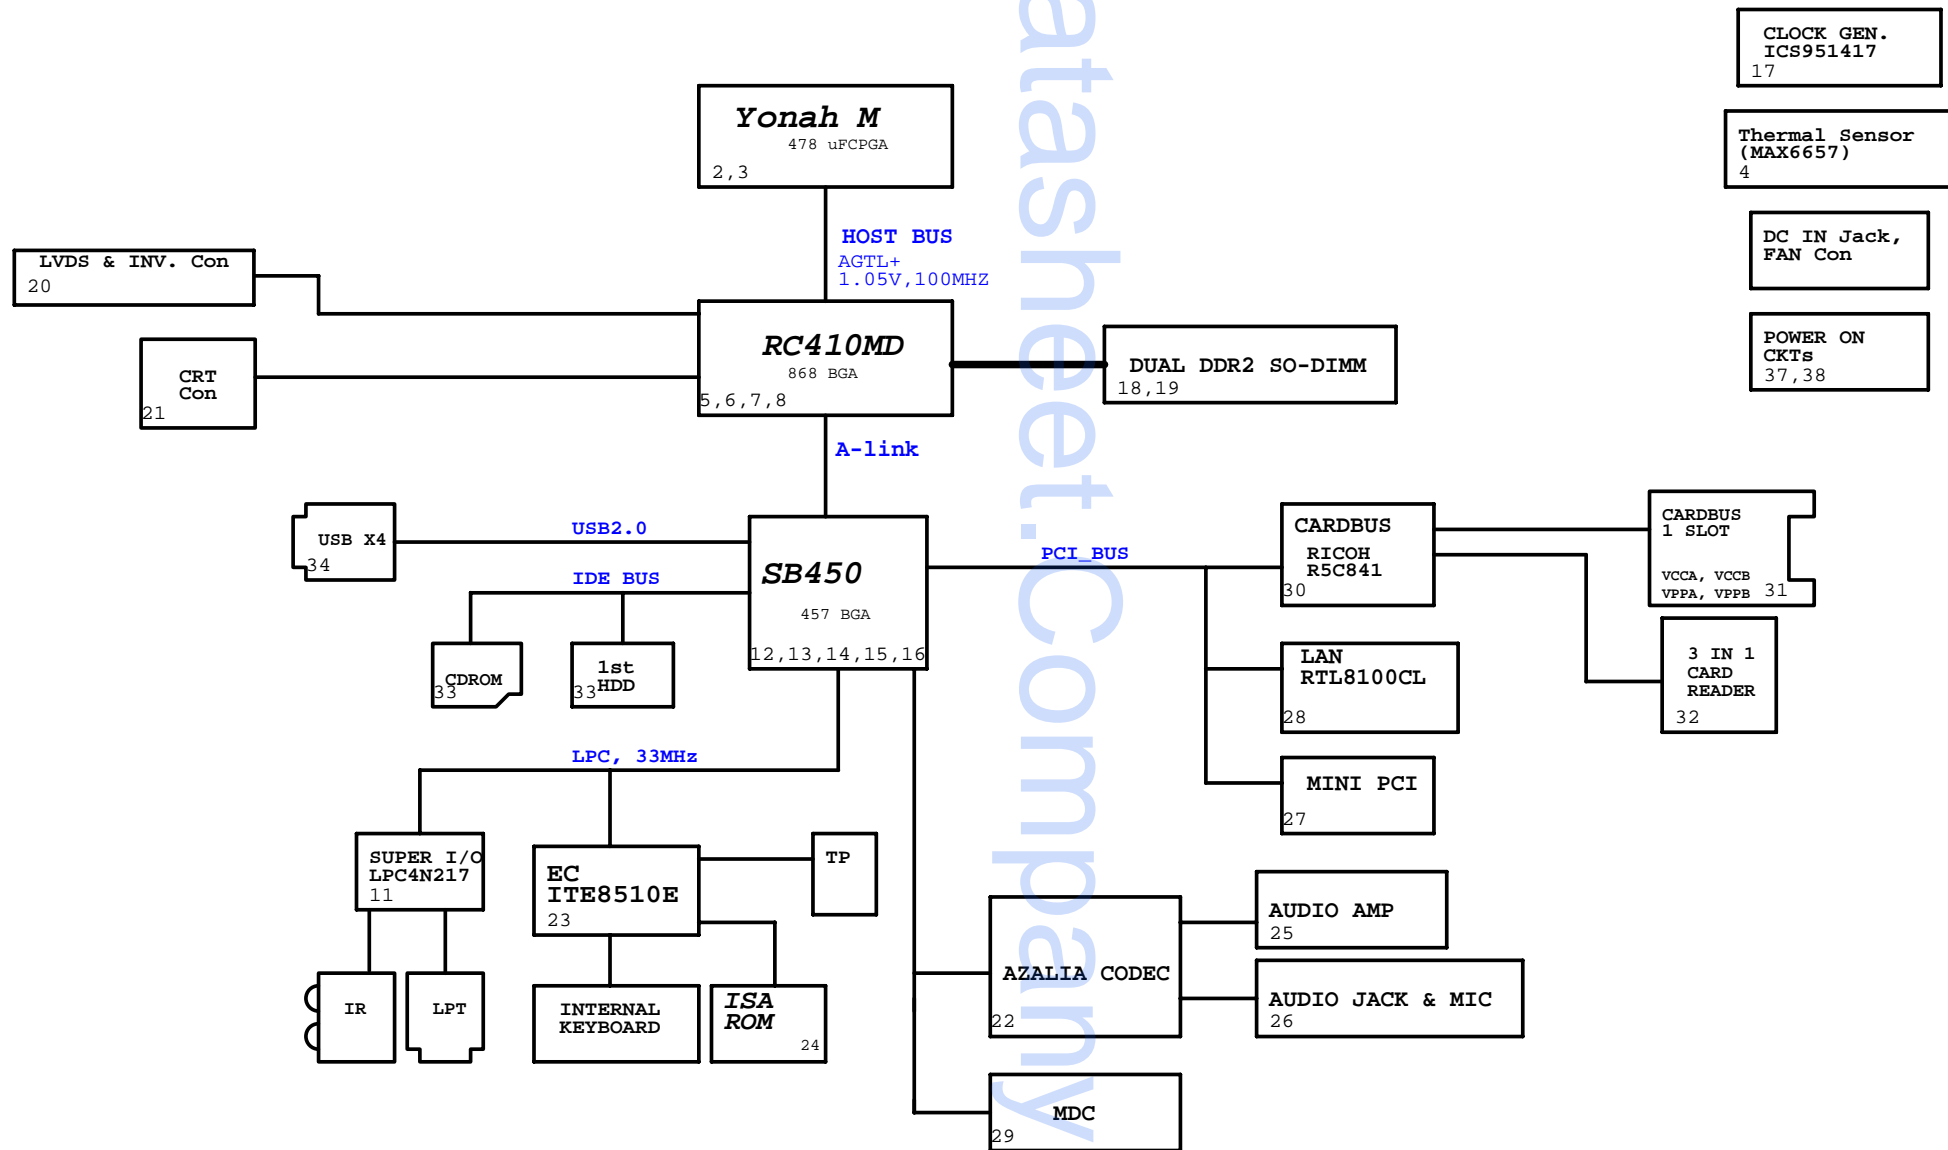 CLOCK GEN.
ICS951417
17
Thermal Sensor
(MAX6657)
4
DC IN Jack,
FAN Con
POWER ON
CKTs
37,38
Yonah M
478 uFCPGA
2,3
HOST BUS
AGTL+
1.05V,100MHZ
LVDS & INV. Con
20
CRT
Con
21
RC410MD
868 BGA
5,6,7,8
DUAL DDR2 SO-DIMM
18,19
A-link
USB X4
34
USB2.0
IDE BUS
SB450
457 BGA
12,13,14,15,16
PCI_BUS
CARDBUS
RICOH
R5C841
30
CARDBUS
1 SLOT
VCCA, VCCB
VPPA, VPPB
31
CDROM
33
1st
HDD
33
LAN
RTL8100CL
28
3 IN 1
CARD
READER
32
LPC, 33MHz
MINI PCI
27
SUPER I/O
LPC4N217
11
EC
ITE8510E
23
TP
IR
LPT
INTERNAL
KEYBOARD
ISA
ROM
24
AZALIA CODEC
22
AUDIO AMP
25
AUDIO JACK & MIC
26
MDC
29
atasheet.Company